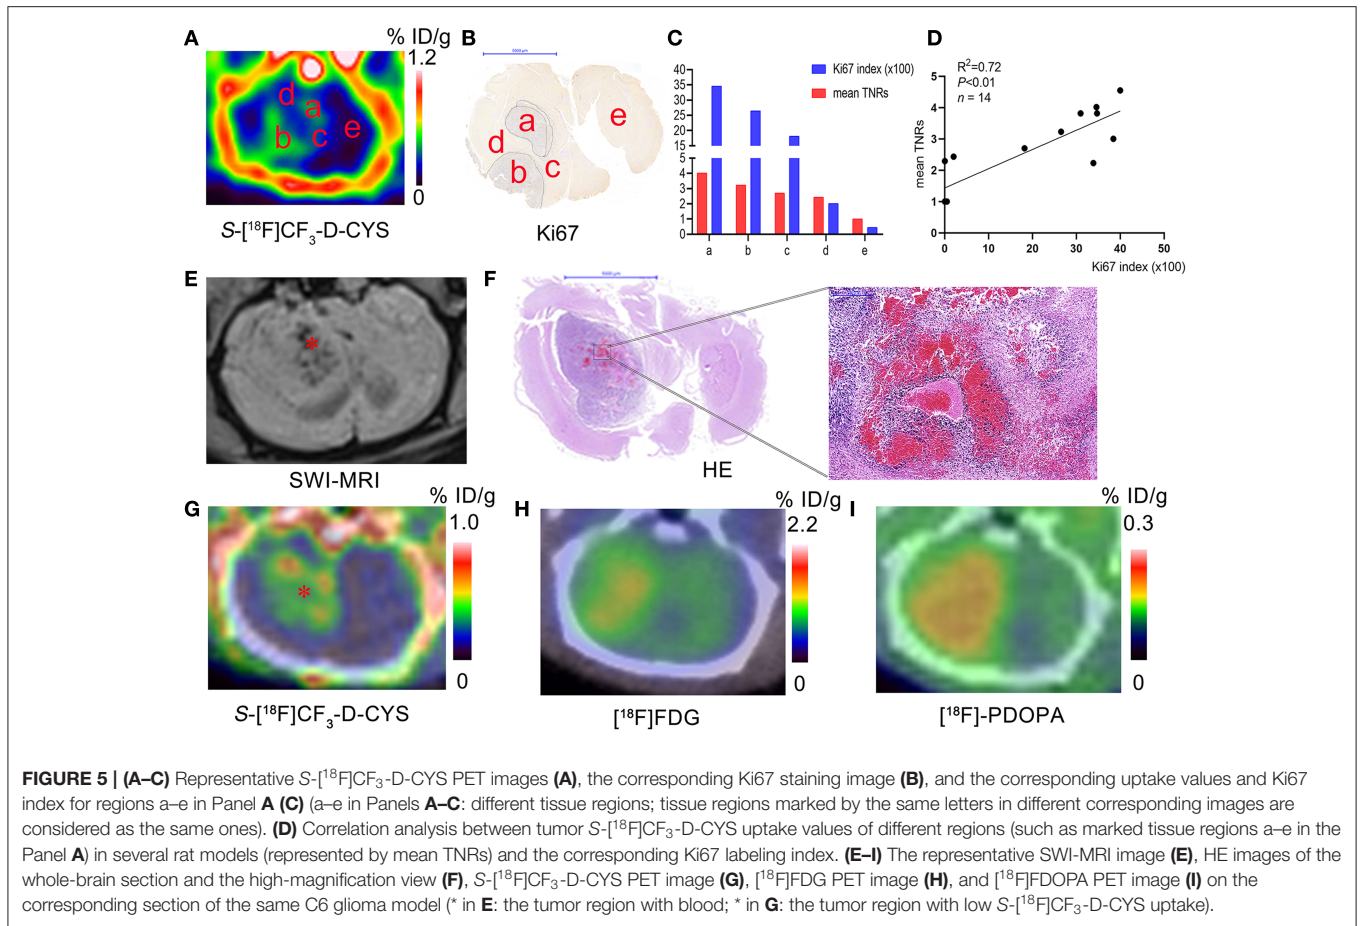 A
% ID/g
1.2
d
a
b
c
e
0
S-[¹⁸F]CF₃-D-CYS
B
5000 µm
a
e
d
b
c
Ki67
C
40
35
30
25
20
15
5
4
3
2
1
0
a b c d e
Ki67 index (x100)
mean TNRs
D
R²=0.72
P<0.01
n = 14
mean TNRs
5
4
3
2
1
0
0 10 20 30 40 50
Ki67 index (x100)
E
*
SWI-MRI
F
5000 µm
HE
G
% ID/g
1.0
*
0
S-[¹⁸F]CF₃-D-CYS
H
% ID/g
2.2
0
[¹⁸F]FDG
I
% ID/g
0.3
0
[¹⁸F]-PDOPA
FIGURE 5 | (A–C) Representative S-[¹⁸F]CF₃-D-CYS PET images (A), the corresponding Ki67 staining image (B), and the corresponding uptake values and Ki67
index for regions a–e in Panel A (C) (a–e in Panels A–C: different tissue regions; tissue regions marked by the same letters in different corresponding images are
considered as the same ones). (D) Correlation analysis between tumor S-[¹⁸F]CF₃-D-CYS uptake values of different regions (such as marked tissue regions a–e in the
Panel A) in several rat models (represented by mean TNRs) and the corresponding Ki67 labeling index. (E–I) The representative SWI-MRI image (E), HE images of the
whole-brain section and the high-magnification view (F), S-[¹⁸F]CF₃-D-CYS PET image (G), [¹⁸F]FDG PET image (H), and [¹⁸F]FDOPA PET image (I) on the
corresponding section of the same C6 glioma model (* in E: the tumor region with blood; * in G: the tumor region with low S-[¹⁸F]CF₃-D-CYS uptake).